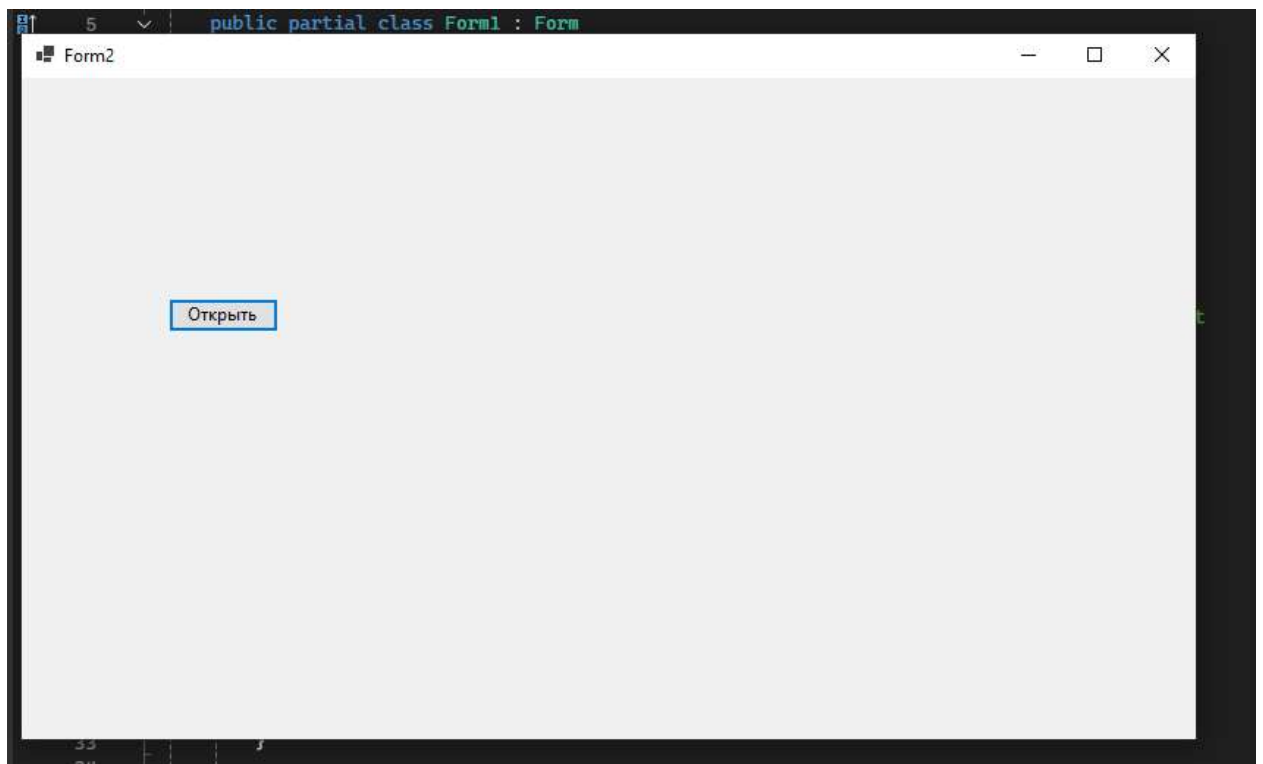 5 public partial class Form1 : Form
Form2
Открыть
t
33 }